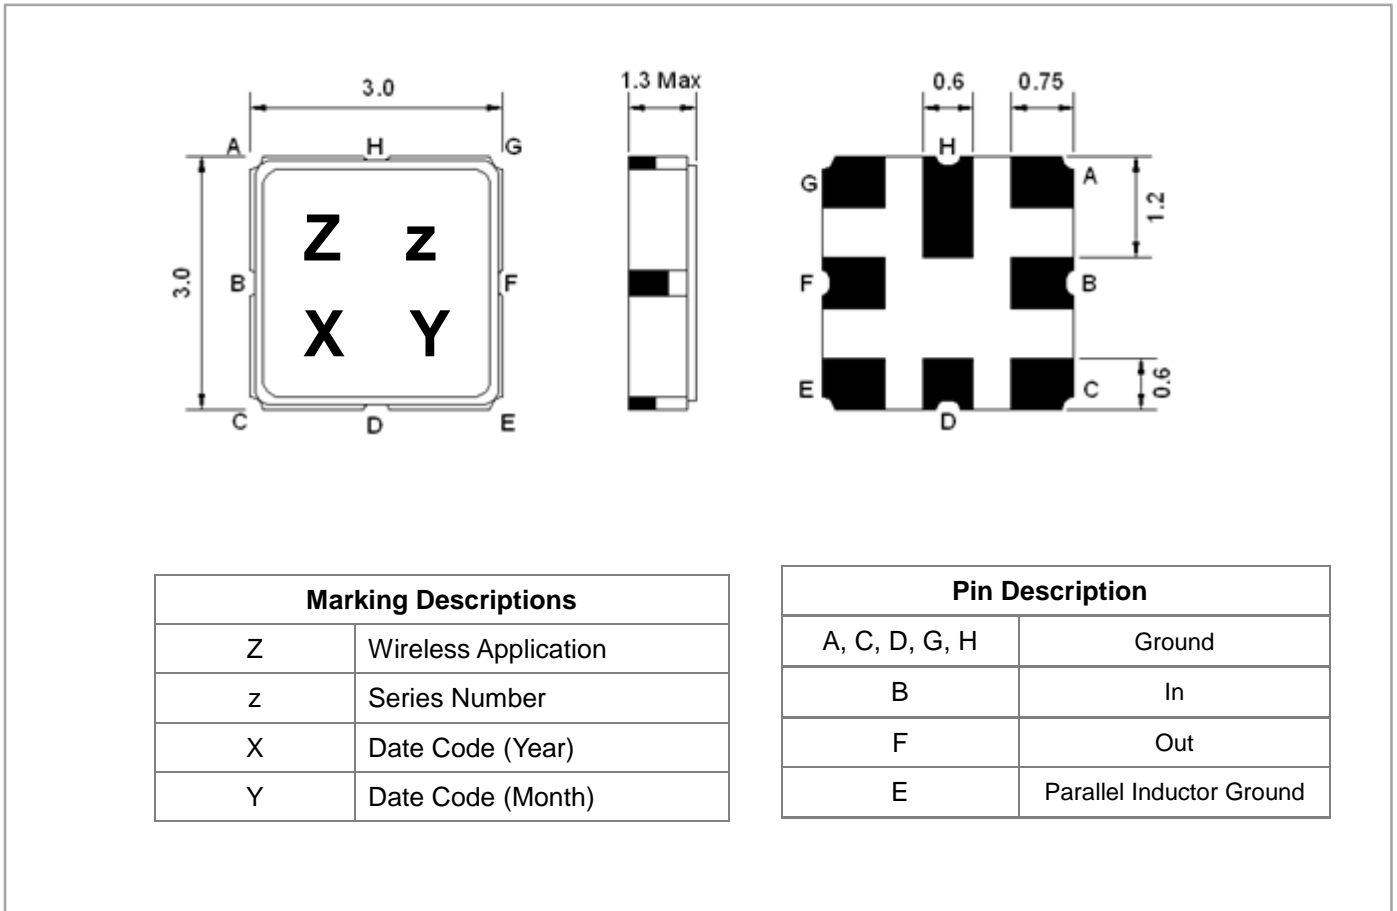 3.0
1.3 Max
0.6 0.75
A H G
H
G A
Z z
1.2
3.0
B F
F B
X Y
E C
0.6
C D E
D
Marking Descriptions
Z Wireless Application
z Series Number
X Date Code (Year)
Y Date Code (Month)
Pin Description
A, C, D, G, H Ground
B In
F Out
E Parallel Inductor Ground